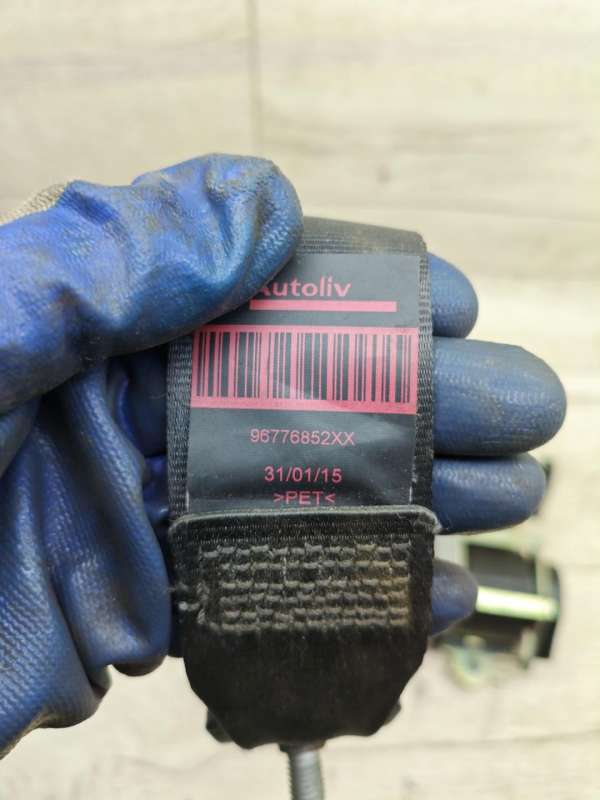 Autoliv
96776852XX
31/01/15
>PET<